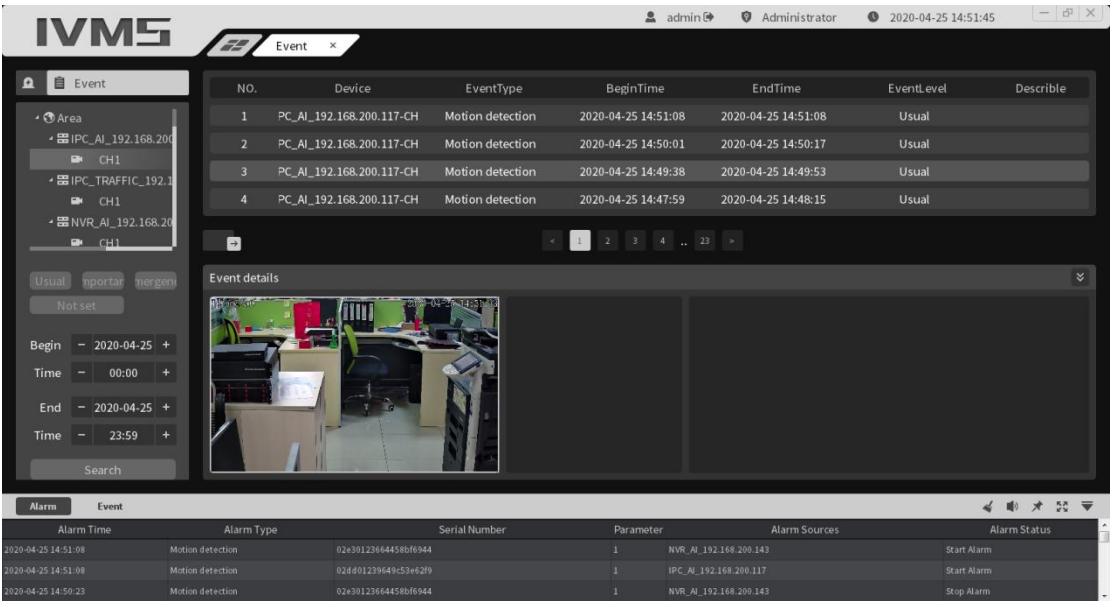 IVMS
admin Administrator 2020-04-25 14:51:45
Event ×
Event
Area
IPC_AI_192.168.200
CH1
IPC_TRAFFIC_192.1
CH1
NVR_AI_192.168.20
CH1
Usual mportan mergen
Not set
Begin − 2020-04-25 +
Time − 00:00 +
End − 2020-04-25 +
Time − 23:59 +
Search
NO. Device EventType BeginTime EndTime EventLevel Describle
1 PC_AI_192.168.200.117-CH Motion detection 2020-04-25 14:51:08 2020-04-25 14:51:08 Usual
2 PC_AI_192.168.200.117-CH Motion detection 2020-04-25 14:50:01 2020-04-25 14:50:17 Usual
3 PC_AI_192.168.200.117-CH Motion detection 2020-04-25 14:49:38 2020-04-25 14:49:53 Usual
4 PC_AI_192.168.200.117-CH Motion detection 2020-04-25 14:47:59 2020-04-25 14:48:15 Usual
< 1 2 3 4 .. 23 >
Event details
Alarm Event
Alarm Time Alarm Type Serial Number Parameter Alarm Sources Alarm Status
2020-04-25 14:51:08 Motion detection 02e30123664458bf6944 1 NVR_AI_192.168.200.143 Start Alarm
2020-04-25 14:51:08 Motion detection 02dd01239649c53e62f9 1 IPC_AI_192.168.200.117 Start Alarm
2020-04-25 14:50:23 Motion detection 02e30123664458bf6944 1 NVR_AI_192.168.200.143 Stop Alarm